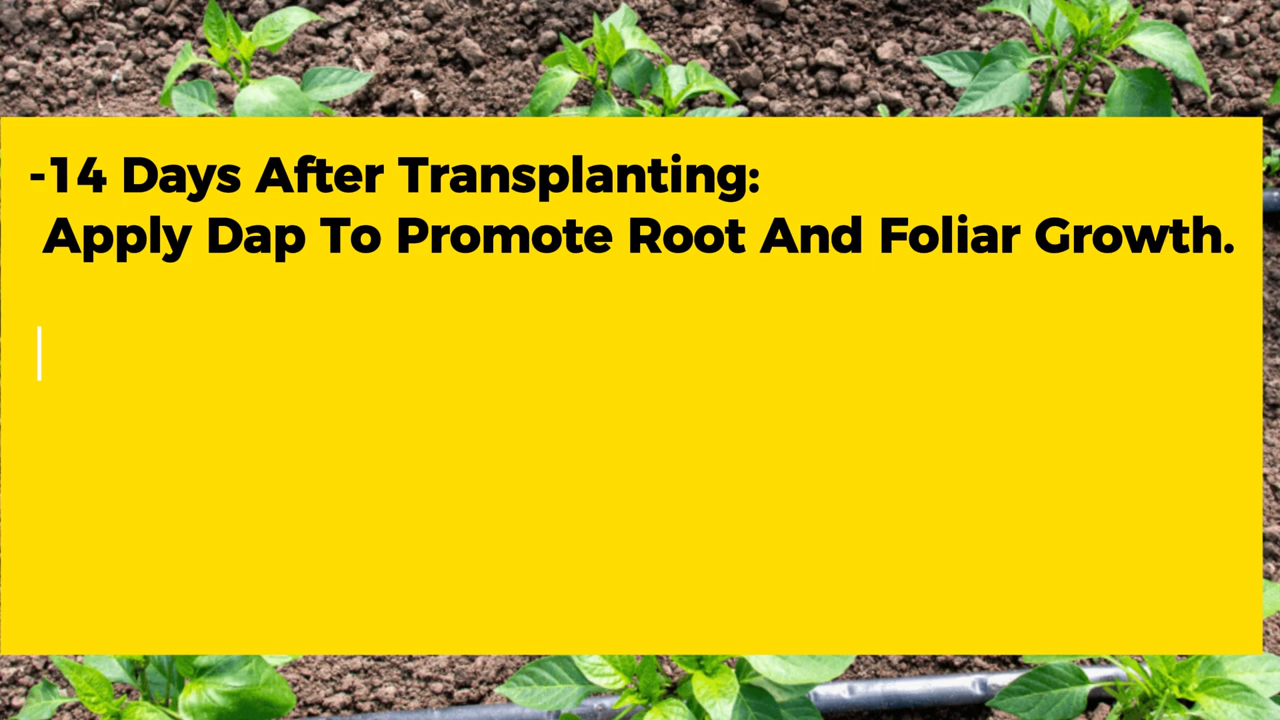 -14 Days After Transplanting:
Apply Dap To Promote Root And Foliar Growth.